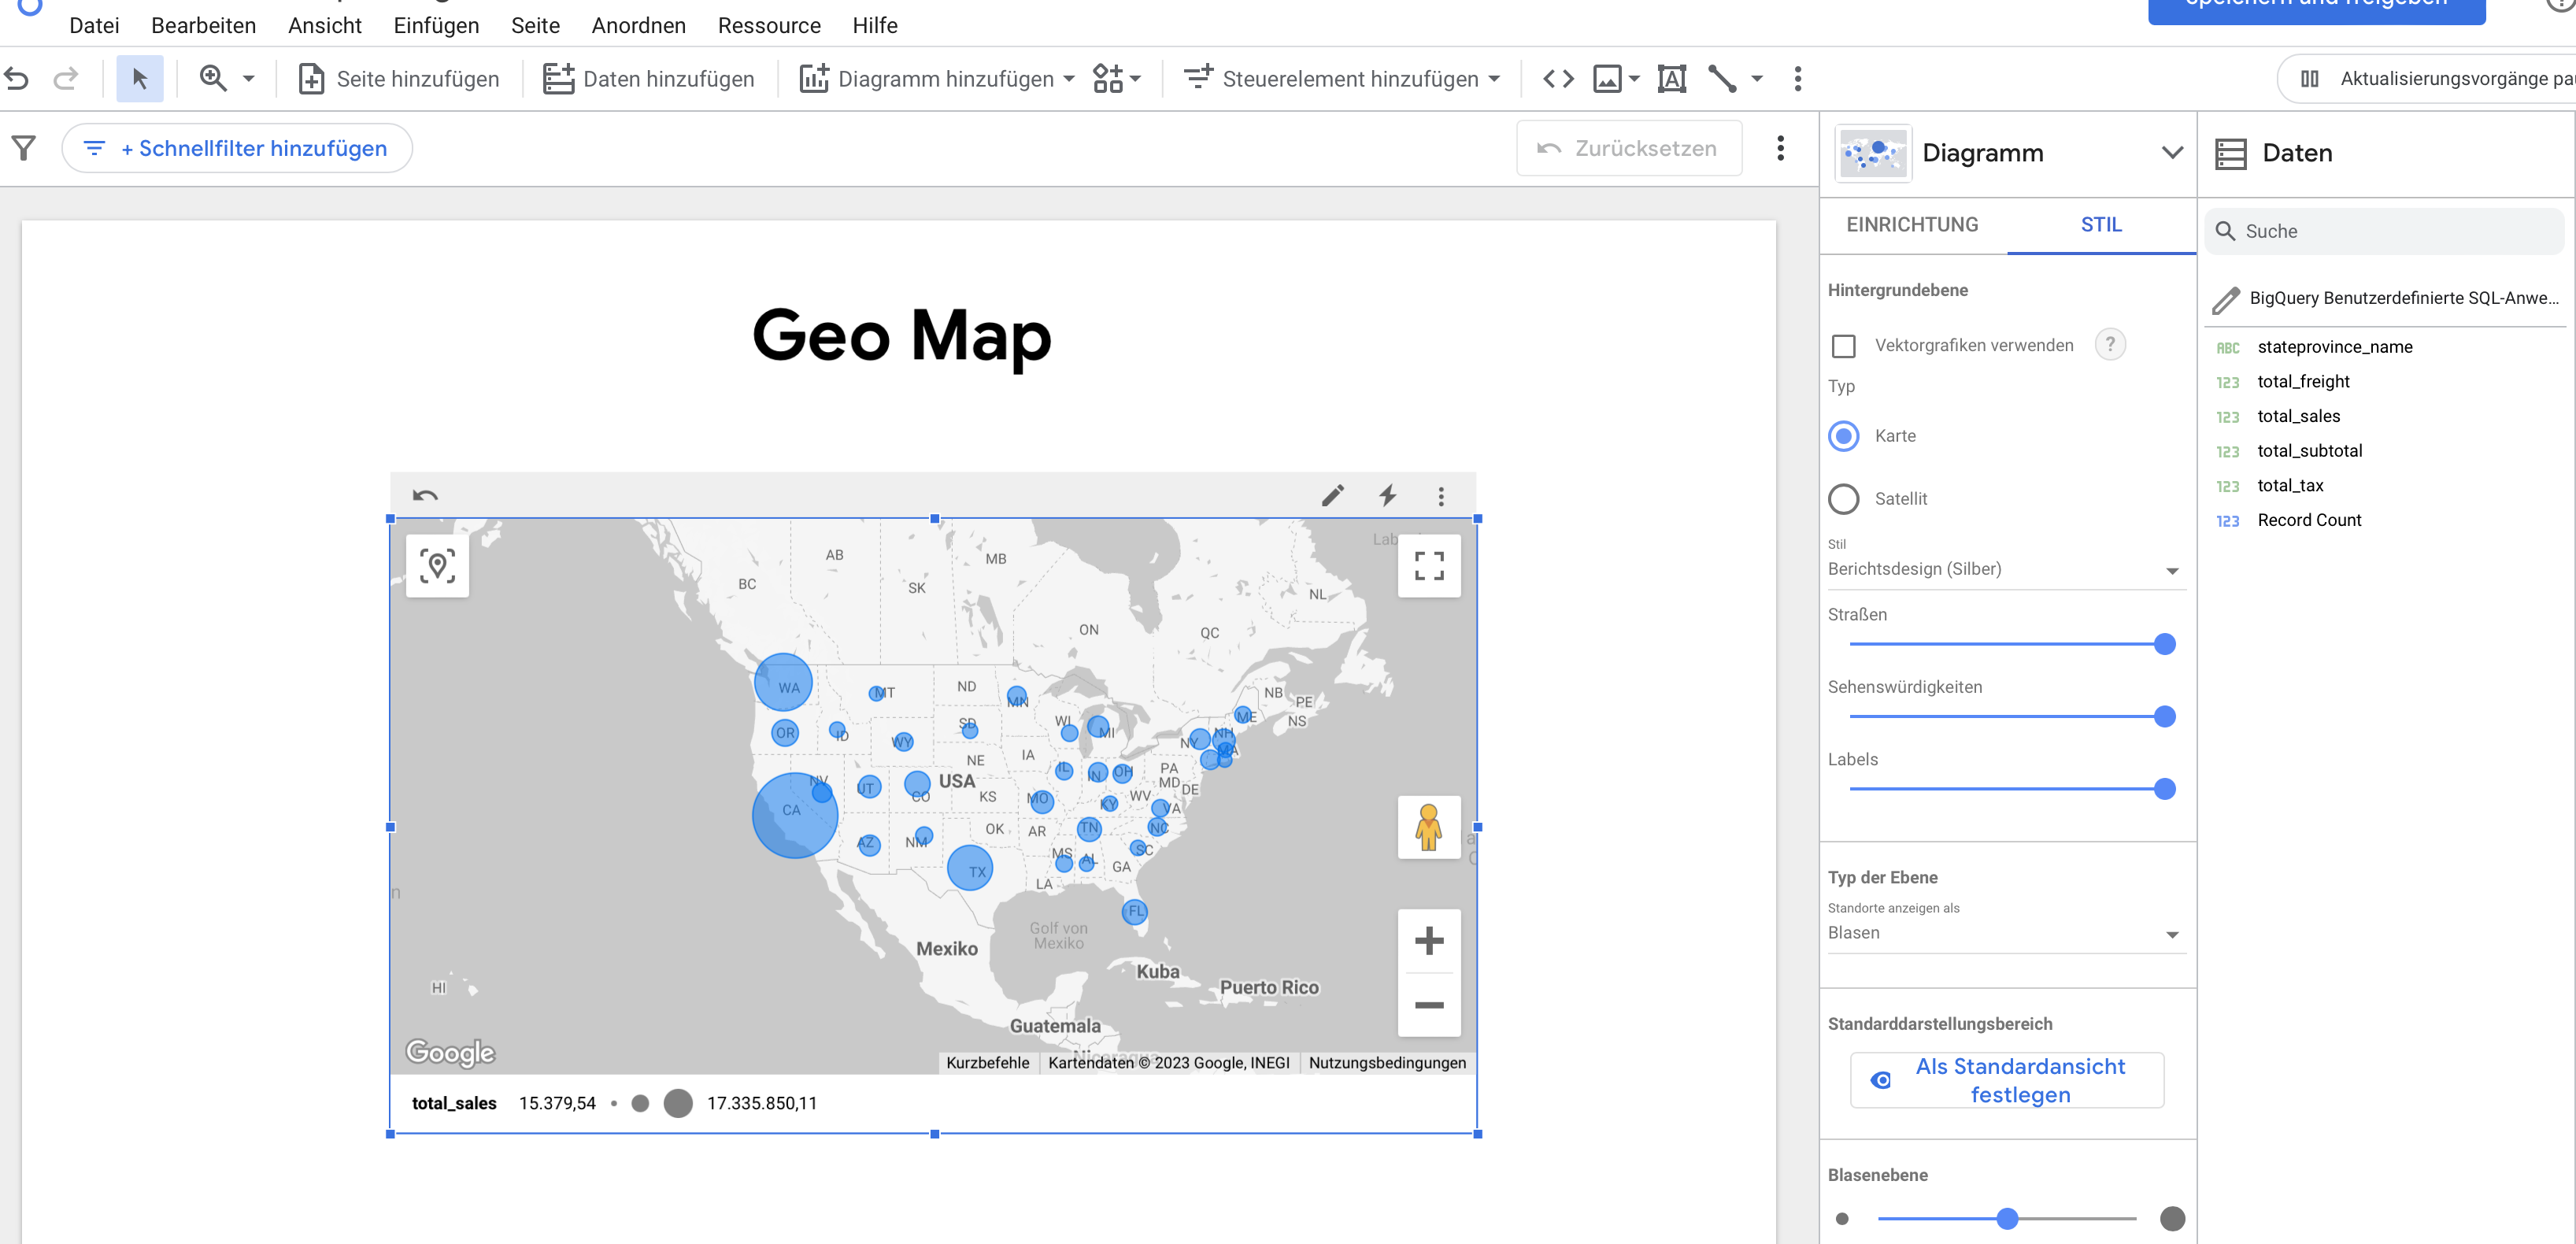 Datei Bearbeiten Ansicht Einfügen Seite Anordnen Ressource Hilfe
Speichern und freigeben
Seite hinzufügen Daten hinzufügen Diagramm hinzufügen Steuerelement hinzufügen Aktualisierungsvorgänge
+ Schnellfilter hinzufügen Zurücksetzen
Geo Map
AB
MB
BC
SK
NL
ON
QC
WA
MT
ND
MN
NB
PE
ME
NS
SD
WI
OR
ID
WY
MI
NY
NH
MA
IA
NE
PA
IL
IN
OH
MD
DE
NV
UT
CO
USA
KS
MO
KY
WV
VA
CA
OK
AR
TN
NC
AZ
NM
MS
AL
GA
SC
TX
LA
FL
Golf von
Mexiko
Mexiko
Kuba
Puerto Rico
HI
Guatemala
Nicaragua
Google
Kurzbefehle Kartendaten © 2023 Google, INEGI Nutzungsbedingungen
total_sales 15.379,54 17.335.850,11
Diagramm
EINRICHTUNG STIL
Hintergrundebene
Vektorgrafiken verwenden ?
Typ
Karte
Satellit
Stil
Berichtsdesign (Silber)
Straßen
Sehenswürdigkeiten
Labels
Typ der Ebene
Standorte anzeigen als
Blasen
Standarddarstellungsbereich
Als Standardansicht
festlegen
Blasenebene
Daten
Suche
BigQuery Benutzerdefinierte SQL-Anwe...
ABC stateprovince_name
123 total_freight
123 total_sales
123 total_subtotal
123 total_tax
123 Record Count